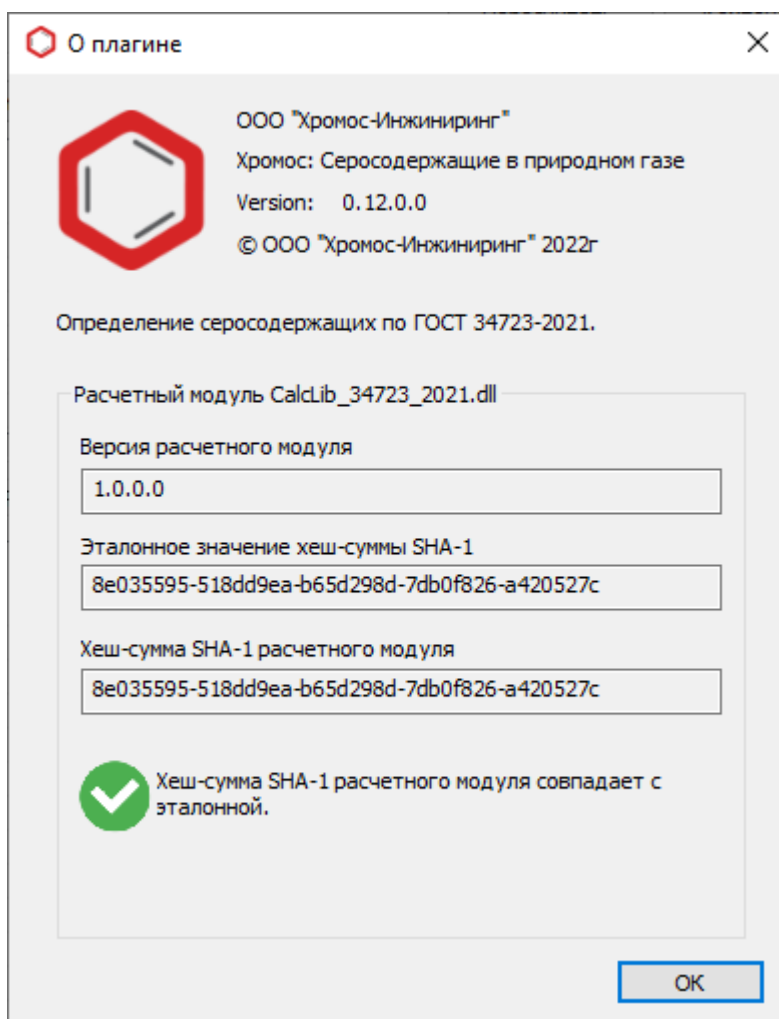 О плагине
ООО "Хромос-Инжиниринг"
Хромос: Серосодержащие в природном газе
Version: 0.12.0.0
© ООО "Хромос-Инжиниринг" 2022г
Определение серосодержащих по ГОСТ 34723-2021.
Расчетный модуль CalcLib_34723_2021.dll
Версия расчетного модуля
1.0.0.0
Эталонное значение хеш-суммы SHA-1
8e035595-518dd9ea-b65d298d-7db0f826-a420527c
Хеш-сумма SHA-1 расчетного модуля
8e035595-518dd9ea-b65d298d-7db0f826-a420527c
Хеш-сумма SHA-1 расчетного модуля совпадает с
эталонной.
ОК